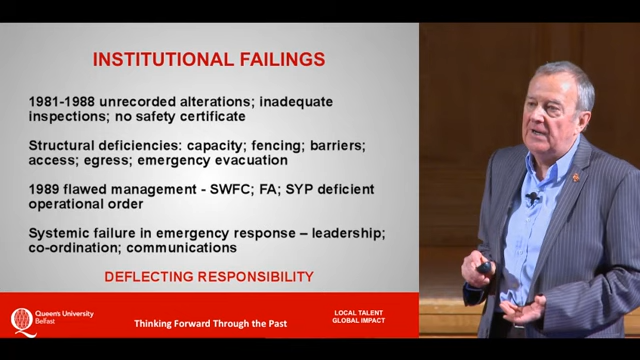 INSTITUTIONAL FAILINGS
1981-1988 unrecorded alterations; inadequate
inspections; no safety certificate
Structural deficiencies: capacity; fencing; barriers;
access; egress; emergency evacuation
1989 flawed management - SWFC; FA; SYP deficient
operational order
Systemic failure in emergency response – leadership;
co-ordination; communications
DEFLECTING RESPONSIBILITY
Queen's University
Belfast
Thinking Forward Through the Past
LOCAL TALENT
GLOBAL IMPACT